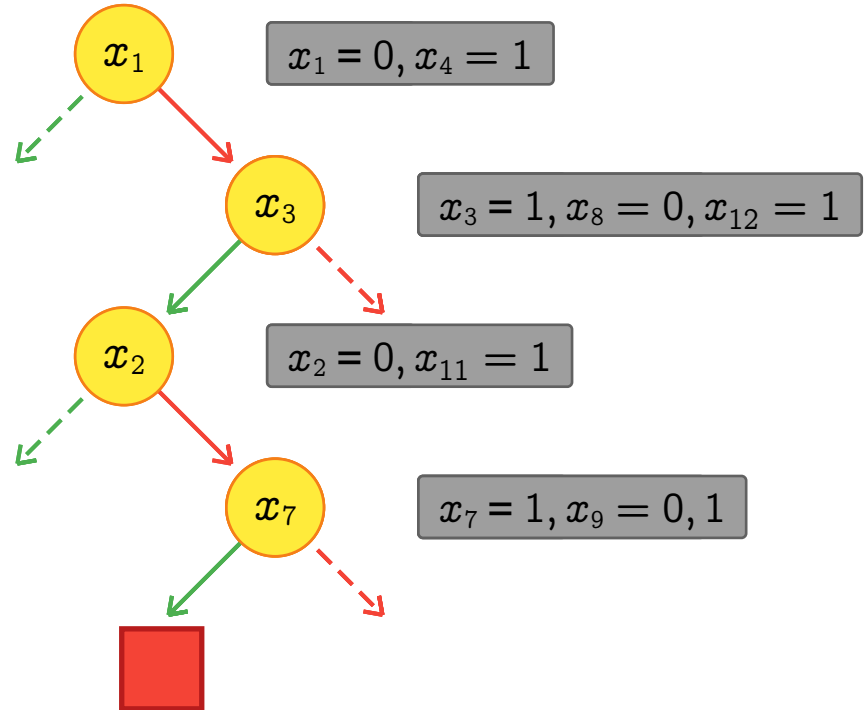 x₁
x₁ = 0, x₄ = 1
x₃
x₃ = 1, x₈ = 0, x₁₂ = 1
x₂
x₂ = 0, x₁₁ = 1
x₇
x₇ = 1, x₉ = 0, 1